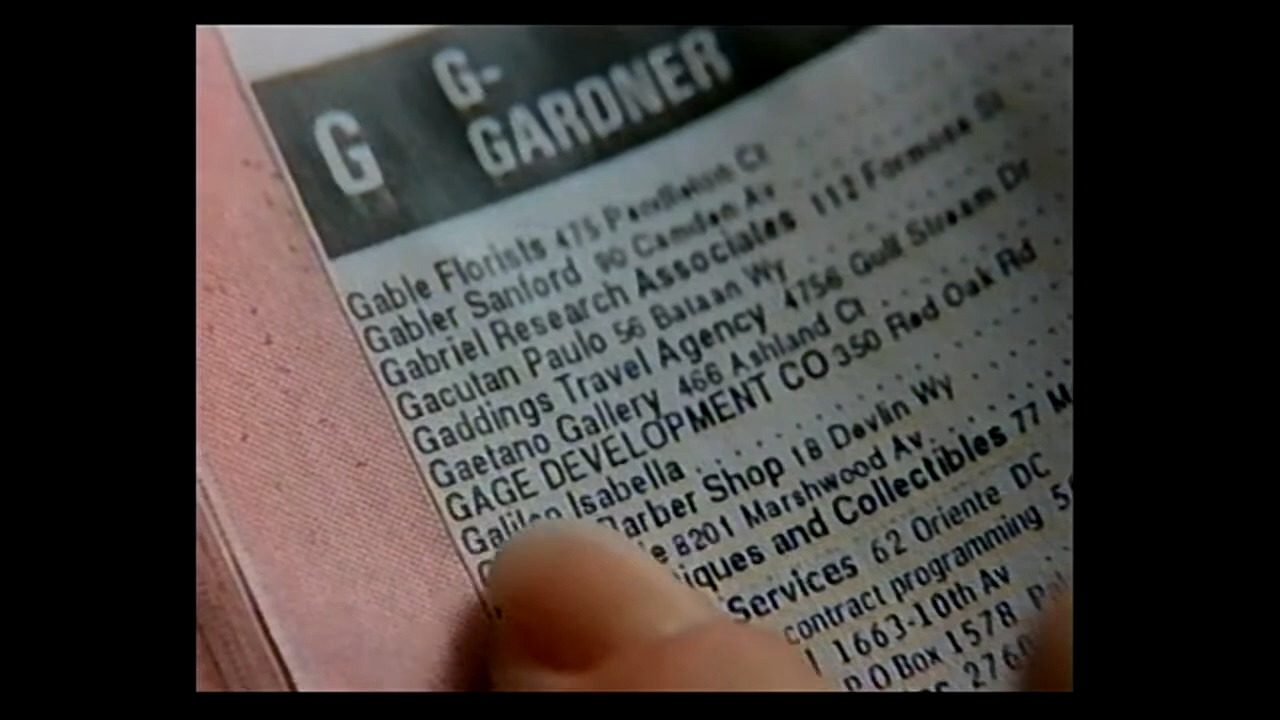 G
G-
GARDNER
Gable Florists 475 Pendleton Ct
Gabler Sanford 90 Camden Av
Gabriel Research Associates 112 Formosa St
Gaculan Paulo 56 Bataan Wy
Gaddings Travel Agency 4756 Gulf Stream Dr
Gaetano Gallery 466 Ashland Ct
GAGE DEVELOPMENT CO 350 Red Oak Rd
Galileo Isabella
Barber Shop 18 Devlin Wy
8201 Marshwood Av
and Collectibles 77
Services 62 Oriente DC
contract programming
1663-10th Av
P O Box 1578